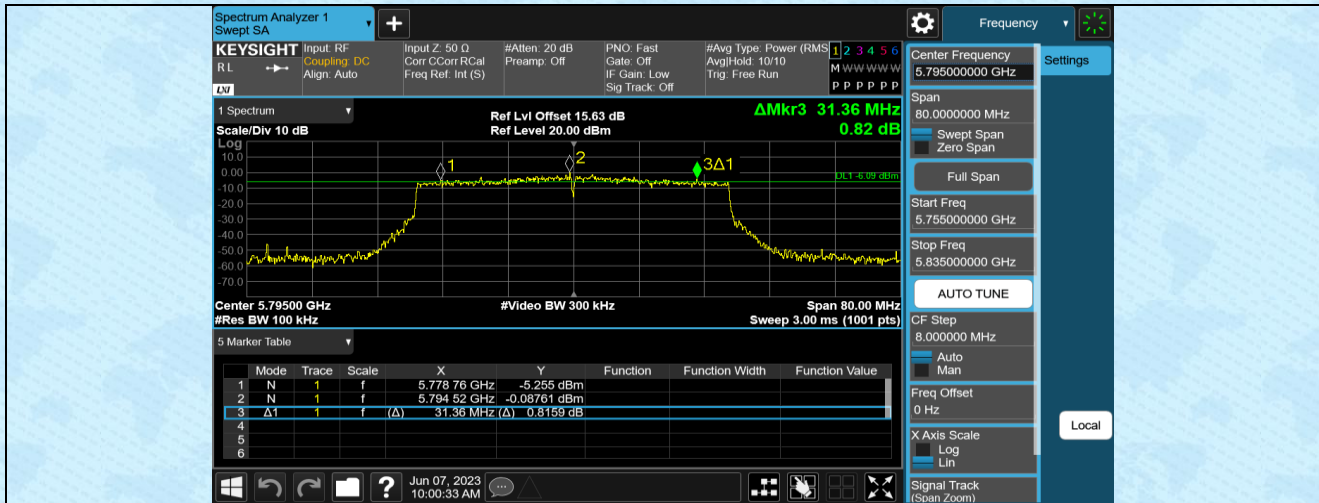 Spectrum Analyzer 1
Swept SA
Frequency
KEYSIGHT
RL
LXI
Input: RF
Coupling: DC
Align: Auto
Input Z: 50 Ω
Corr CCorr RCal
Freq Ref: Int (S)
#Atten: 20 dB
Preamp: Off
PNO: Fast
Gate: Off
IF Gain: Low
Sig Track: Off
#Avg Type: Power (RMS
Avg|Hold: 10/10
Trig: Free Run
1 2 3 4 5 6
M W W W W W
P P P P P P
1 Spectrum
Scale/Div 10 dB
Ref Lvl Offset 15.63 dB
Ref Level 20.00 dBm
ΔMkr3 31.36 MHz
0.82 dB
Log
10.0
0.00
-10.0
-20.0
-30.0
-40.0
-50.0
-60.0
-70.0
1
2
3Δ1
DL1 -6.09 dBm
Center 5.79500 GHz
#Video BW 300 kHz
Span 80.00 MHz
#Res BW 100 kHz
Sweep 3.00 ms (1001 pts)
5 Marker Table
Mode Trace Scale X Y Function Function Width Function Value
1 N 1 f 5.778 76 GHz -5.255 dBm
2 N 1 f 5.794 52 GHz -0.08761 dBm
3 Δ1 1 f (Δ) 31.36 MHz (Δ) 0.8159 dB
4
5
6
Jun 07, 2023
10:00:33 AM
Center Frequency
5.795000000 GHz
Settings
Span
80.0000000 MHz
Swept Span
Zero Span
Full Span
Start Freq
5.755000000 GHz
Stop Freq
5.835000000 GHz
AUTO TUNE
CF Step
8.000000 MHz
Auto
Man
Freq Offset
0 Hz
X Axis Scale
Log
Lin
Local
Signal Track
(Span Zoom)